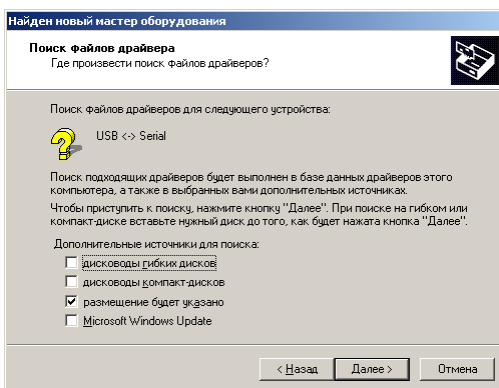 Найден новый мастер оборудования
Поиск файлов драйвера
Где произвести поиск файлов драйверов?
Поиск файлов драйверов для следующего устройства:
USB <-> Serial
Поиск подходящих драйверов будет выполнен в базе данных драйверов этого
компьютера, а также в выбранных вами дополнительных источниках.
Чтобы приступить к поиску, нажмите кнопку "Далее". При поиске на гибком или
компакт-диске вставьте нужный диск до того, как будет нажата кнопка "Далее".
Дополнительные источники для поиска:
дисководы гибких дисков
дисководы компакт-дисков
размещение будет указано
Microsoft Windows Update
< Назад Далее > Отмена